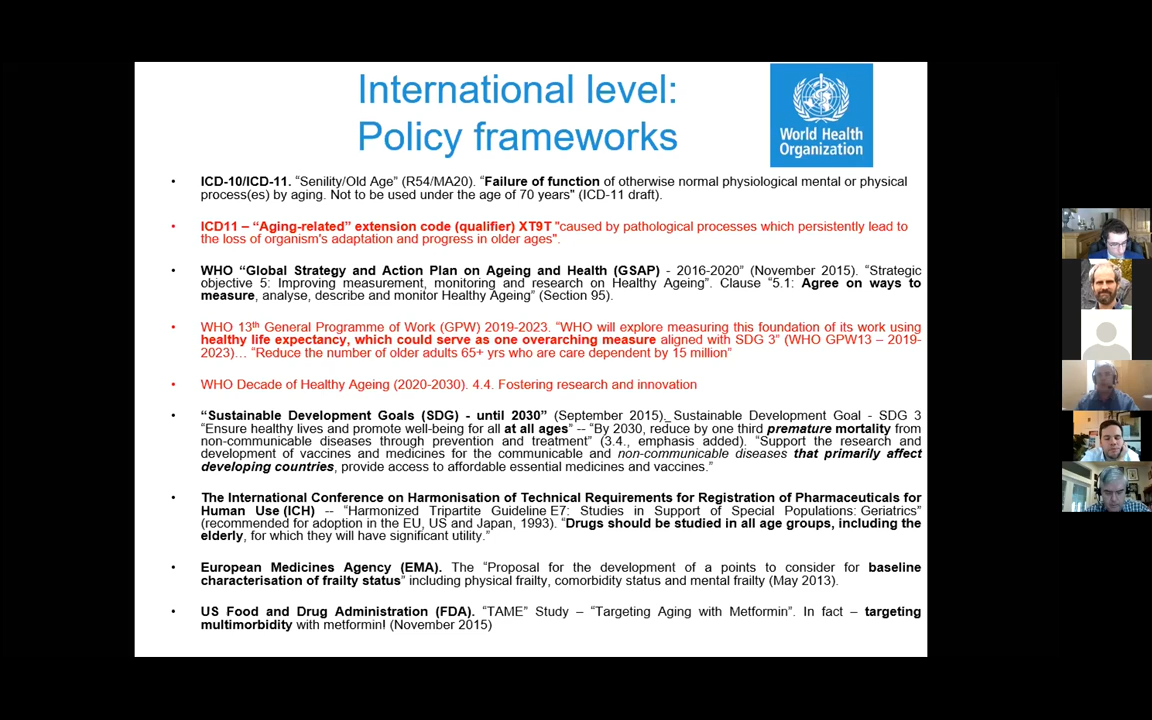 International level:
Policy frameworks
World Health
Organization
• ICD-10/ICD-11. “Senility/Old Age” (R54/MA20). “Failure of function of otherwise normal physiological mental or physical
process(es) by aging. Not to be used under the age of 70 years" (ICD-11 draft).
• ICD11 – “Aging-related” extension code (qualifier) XT9T "caused by pathological processes which persistently lead to
the loss of organism's adaptation and progress in older ages".
• WHO “Global Strategy and Action Plan on Ageing and Health (GSAP) - 2016-2020” (November 2015). “Strategic
objective 5: Improving measurement, monitoring and research on Healthy Ageing”. Clause “5.1: Agree on ways to
measure, analyse, describe and monitor Healthy Ageing” (Section 95).
• WHO 13th General Programme of Work (GPW) 2019-2023. “WHO will explore measuring this foundation of its work using
healthy life expectancy, which could serve as one overarching measure aligned with SDG 3” (WHO GPW13 – 2019-
2023)… “Reduce the number of older adults 65+ yrs who are care dependent by 15 million”
• WHO Decade of Healthy Ageing (2020-2030). 4.4. Fostering research and innovation
• “Sustainable Development Goals (SDG) - until 2030” (September 2015). Sustainable Development Goal - SDG 3
“Ensure healthy lives and promote well-being for all at all ages” -- “By 2030, reduce by one third premature mortality from
non-communicable diseases through prevention and treatment” (3.4., emphasis added). “Support the research and
development of vaccines and medicines for the communicable and non-communicable diseases that primarily affect
developing countries, provide access to affordable essential medicines and vaccines.”
• The International Conference on Harmonisation of Technical Requirements for Registration of Pharmaceuticals for
Human Use (ICH) -- “Harmonized Tripartite Guideline E7: Studies in Support of Special Populations: Geriatrics”
(recommended for adoption in the EU, US and Japan, 1993). “Drugs should be studied in all age groups, including the
elderly, for which they will have significant utility.”
• European Medicines Agency (EMA). The “Proposal for the development of a points to consider for baseline
characterisation of frailty status” including physical frailty, comorbidity status and mental frailty (May 2013).
• US Food and Drug Administration (FDA). “TAME” Study – “Targeting Aging with Metformin”. In fact – targeting
multimorbidity with metformin! (November 2015)